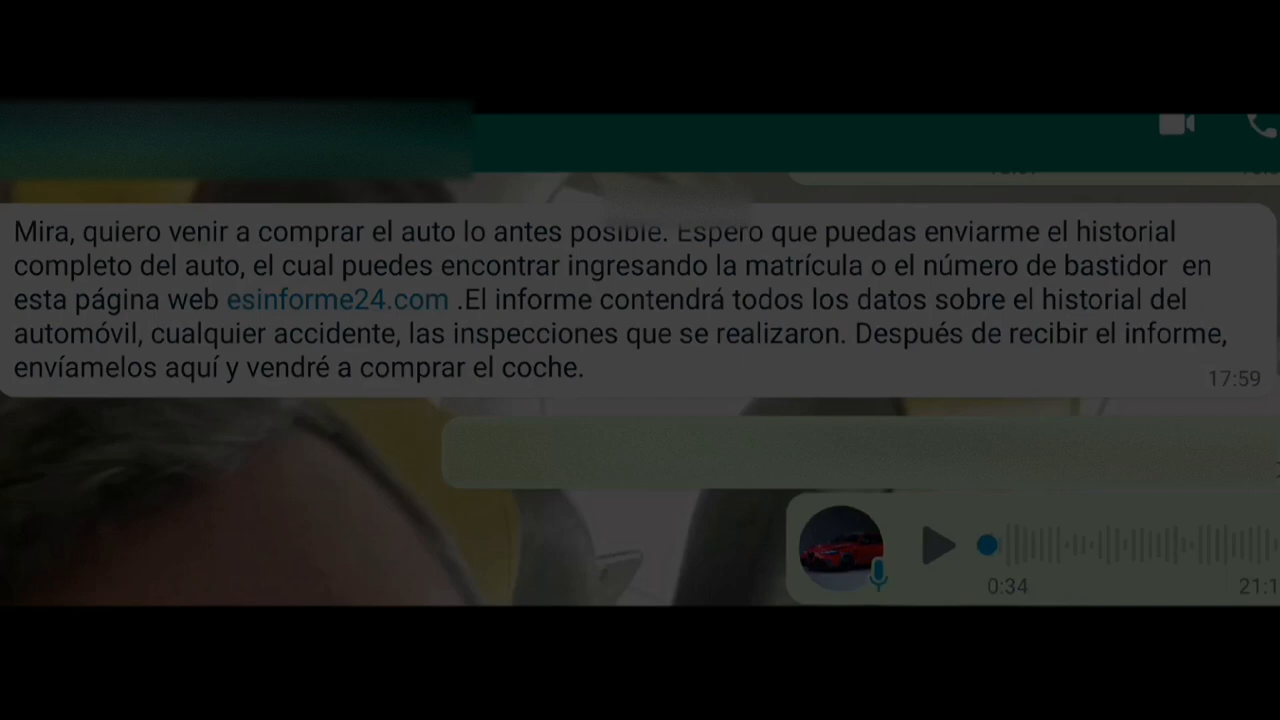 Mira, quiero venir a comprar el auto lo antes posible. Espero que puedas enviarme el historial
completo del auto, el cual puedes encontrar ingresando la matrícula o el número de bastidor en
esta página web esinforme24.com .El informe contendrá todos los datos sobre el historial del
automóvil, cualquier accidente, las inspecciones que se realizaron. Después de recibir el informe,
envíamelos aquí y vendré a comprar el coche.
17:59
0:34